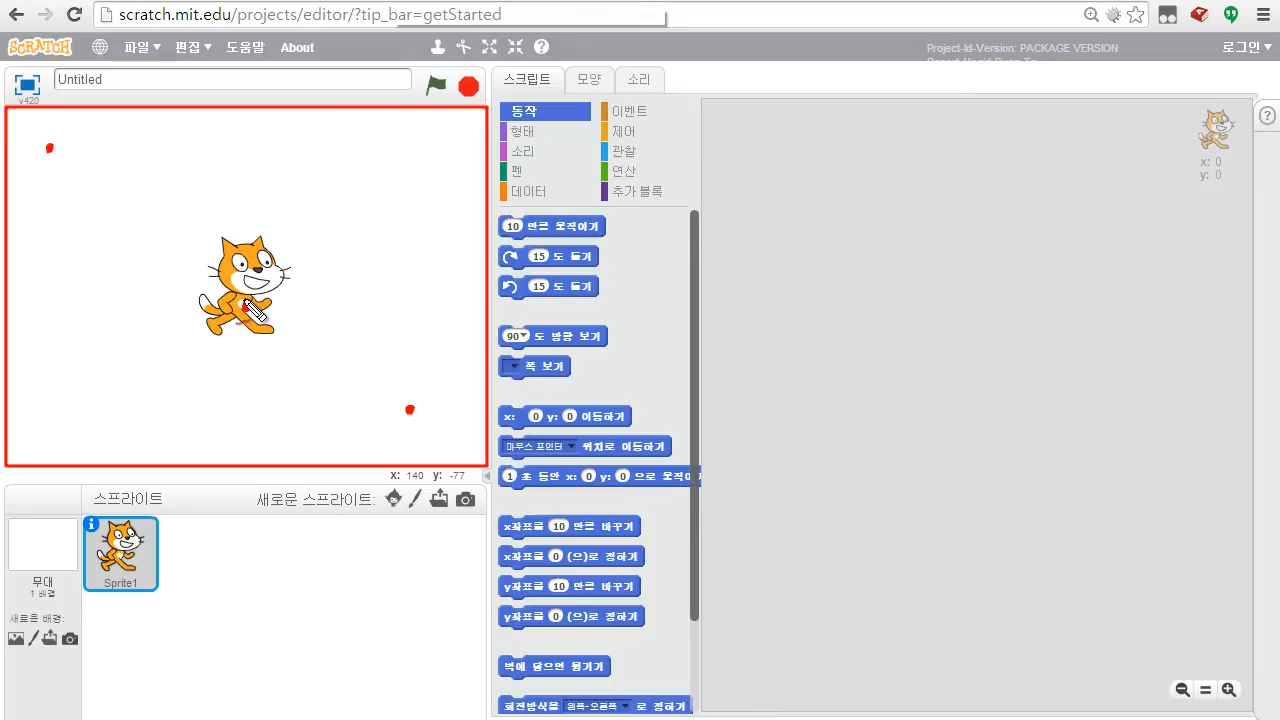 scratch.mit.edu/projects/editor/?tip_bar=getStarted
SCRATCH
파일 편집 도움말 About
Project-Id-Version: PACKAGE VERSION
로그인
Untitled
v420
스크립트 모양 소리
동작 이벤트
형태 제어
소리 관찰
펜 연산
데이터 추가 블록
10 만큼 움직이기
15 도 돌기
15 도 돌기
90 도 방향 보기
쪽 보기
x: 0 y: 0 이동하기
마우스 포인터 위치로 이동하기
1 초 동안 x: 0 y: 0 으로 움직이
x좌표를 10 만큼 바꾸기
x좌표를 0 (으)로 정하기
y좌표를 10 만큼 바꾸기
y좌표를 0 (으)로 정하기
벽에 닿으면 튕기기
회전방식을 왼쪽-오른쪽 로 정하기
x: 0
y: 0
x: 140 y: -77
스프라이트 새로운 스프라이트:
Sprite1
무대
1 배경
새로운 배경: